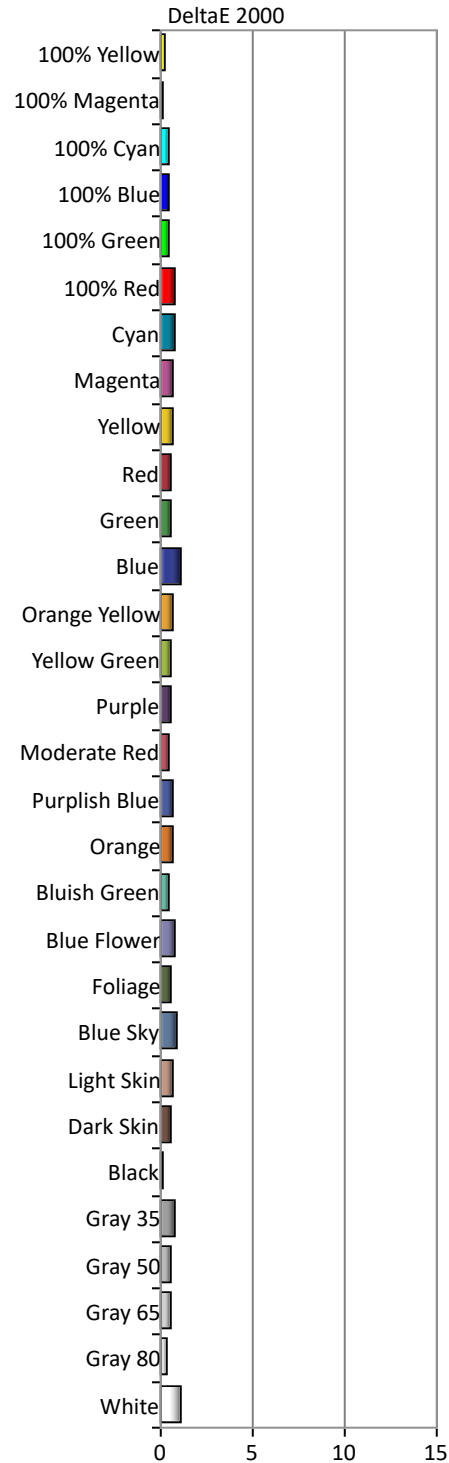 DeltaE 2000
100% Yellow
100% Magenta
100% Cyan
100% Blue
100% Green
100% Red
Cyan
Magenta
Yellow
Red
Green
Blue
Orange Yellow
Yellow Green
Purple
Moderate Red
Purplish Blue
Orange
Bluish Green
Blue Flower
Foliage
Blue Sky
Light Skin
Dark Skin
Black
Gray 35
Gray 50
Gray 65
Gray 80
White
0 5 10 15